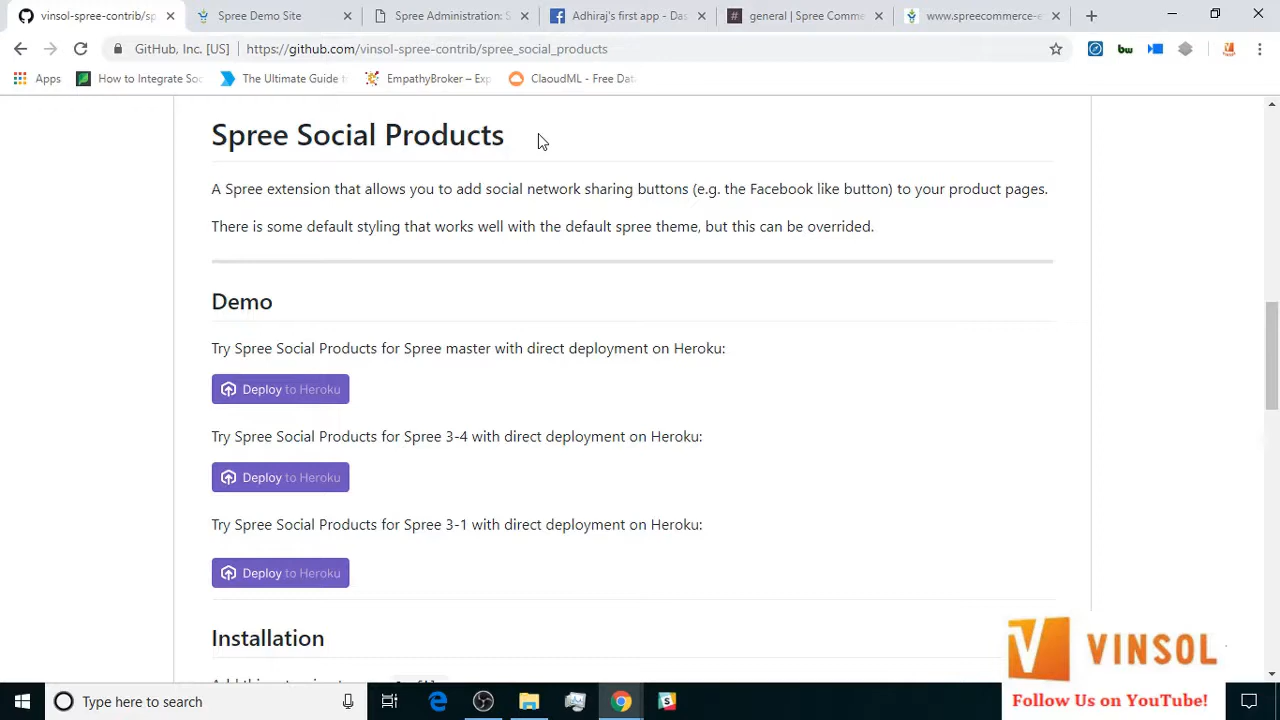 vinsol-spree-contrib/sp
Spree Demo Sit
Spree Administration: S
Adhiraj's first app - Das
general | Spree Comme
www.spreecommerce-e
GitHub, Inc. [US]
https://github.com/vinsol-spree-contrib/spree_social_products
Apps
How to Integrate Soc
The Ultimate Guide t
EmpathyBroker – Exp
ClaoudML - Free Dat
Spree Social Products
A Spree extension that allows you to add social network sharing buttons (e.g. the Facebook like button) to your product pages.
There is some default styling that works well with the default spree theme, but this can be overrided.
Demo
Try Spree Social Products for Spree master with direct deployment on Heroku:
Deploy to Heroku
Try Spree Social Products for Spree 3-4 with direct deployment on Heroku:
Deploy to Heroku
Try Spree Social Products for Spree 3-1 with direct deployment on Heroku:
Deploy to Heroku
Installation
VINSOL
Follow Us on YouTube!
Type here to search